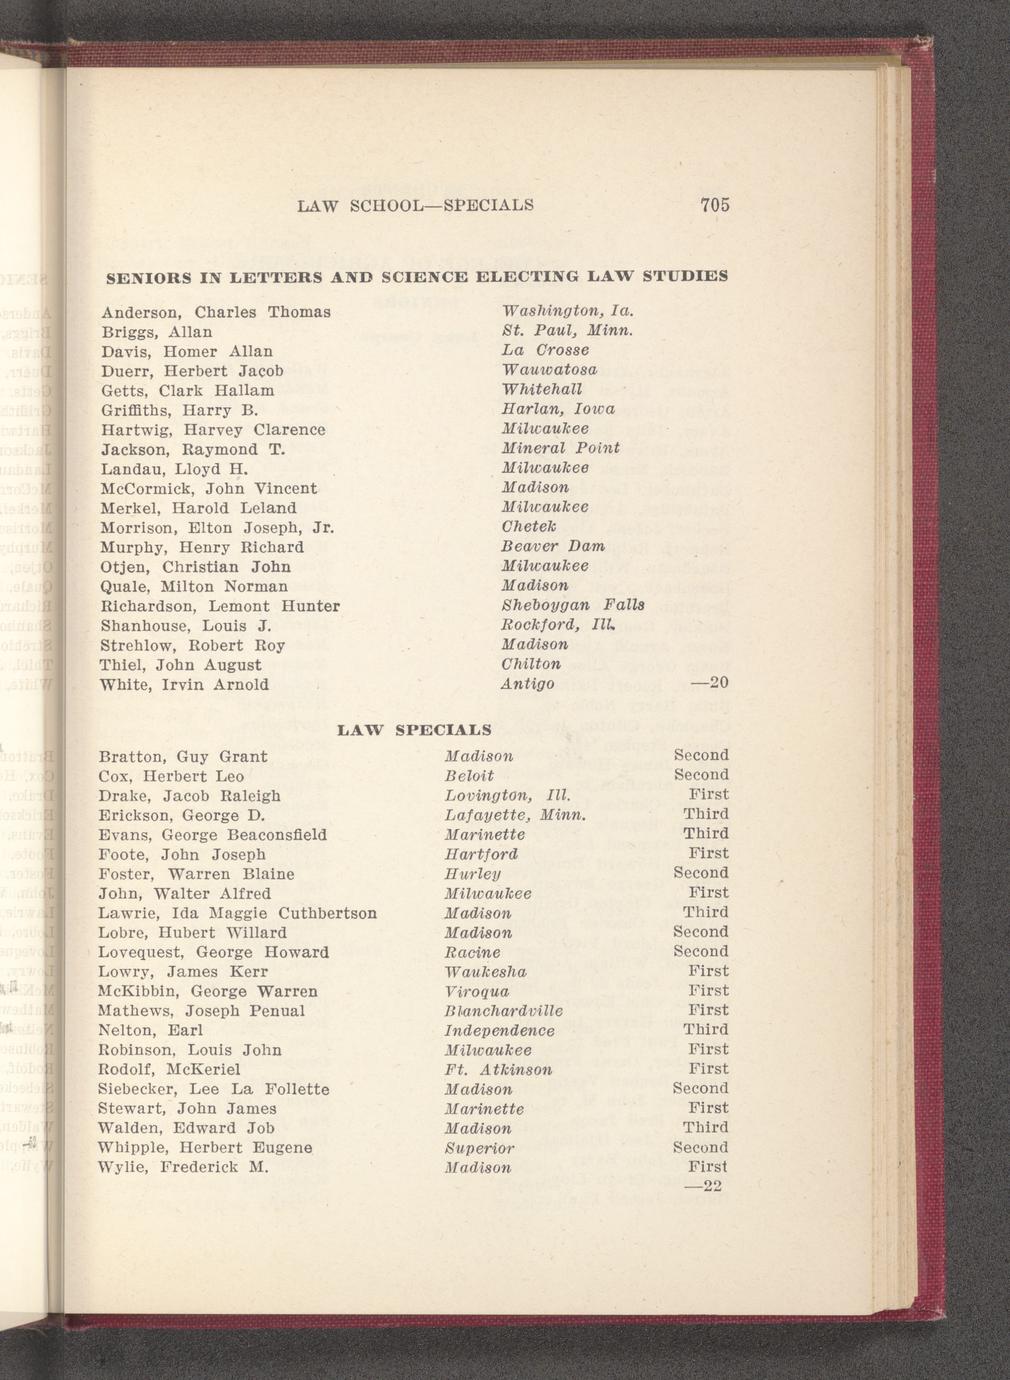 LAW SCHOOL—SPECIALS 705
SENIORS IN LETTERS AND SCIENCE ELECTING LAW STUDIES
Anderson, Charles Thomas Washington, Ia.
Briggs, Allan St. Paul, Minn.
Davis, Homer Allan La Crosse
Duerr, Herbert Jacob Wauwatosa
Getts, Clark Hallam Whitehall
Griffiths, Harry B. Harlan, Iowa
Hartwig, Harvey Clarence Milwaukee
Jackson, Raymond T. Mineral Point
Landau, Lloyd H. Milwaukee
McCormick, John Vincent Madison
Merkel, Harold Leland Milwaukee
Morrison, Elton Joseph, Jr. Chetek
Murphy, Henry Richard Beaver Dam
Otjen, Christian John Milwaukee
Quale, Milton Norman Madison
Richardson, Lemont Hunter Sheboygan Falls
Shanhouse, Louis J. Rockford, Ill.
Strehlow, Robert Roy Madison
Thiel, John August Chilton
White, Irvin Arnold Antigo —20
LAW SPECIALS
Bratton, Guy Grant Madison Second
Cox, Herbert Leo Beloit Second
Drake, Jacob Raleigh Lovington, Ill. First
Erickson, George D. Lafayette, Minn. Third
Evans, George Beaconsfield Marinette Third
Foote, John Joseph Hartford First
Foster, Warren Blaine Hurley Second
John, Walter Alfred Milwaukee First
Lawrie, Ida Maggie Cuthbertson Madison Third
Lobre, Hubert Willard Madison Second
Lovequest, George Howard Racine Second
Lowry, James Kerr Waukesha First
McKibbin, George Warren Viroqua First
Mathews, Joseph Penual Blanchardville First
Nelton, Earl Independence Third
Robinson, Louis John Milwaukee First
Rodolf, McKeriel Ft. Atkinson First
Siebecker, Lee La Follette Madison Second
Stewart, John James Marinette First
Walden, Edward Job Madison Third
Whipple, Herbert Eugene Superior Second
Wylie, Frederick M. Madison First
—22